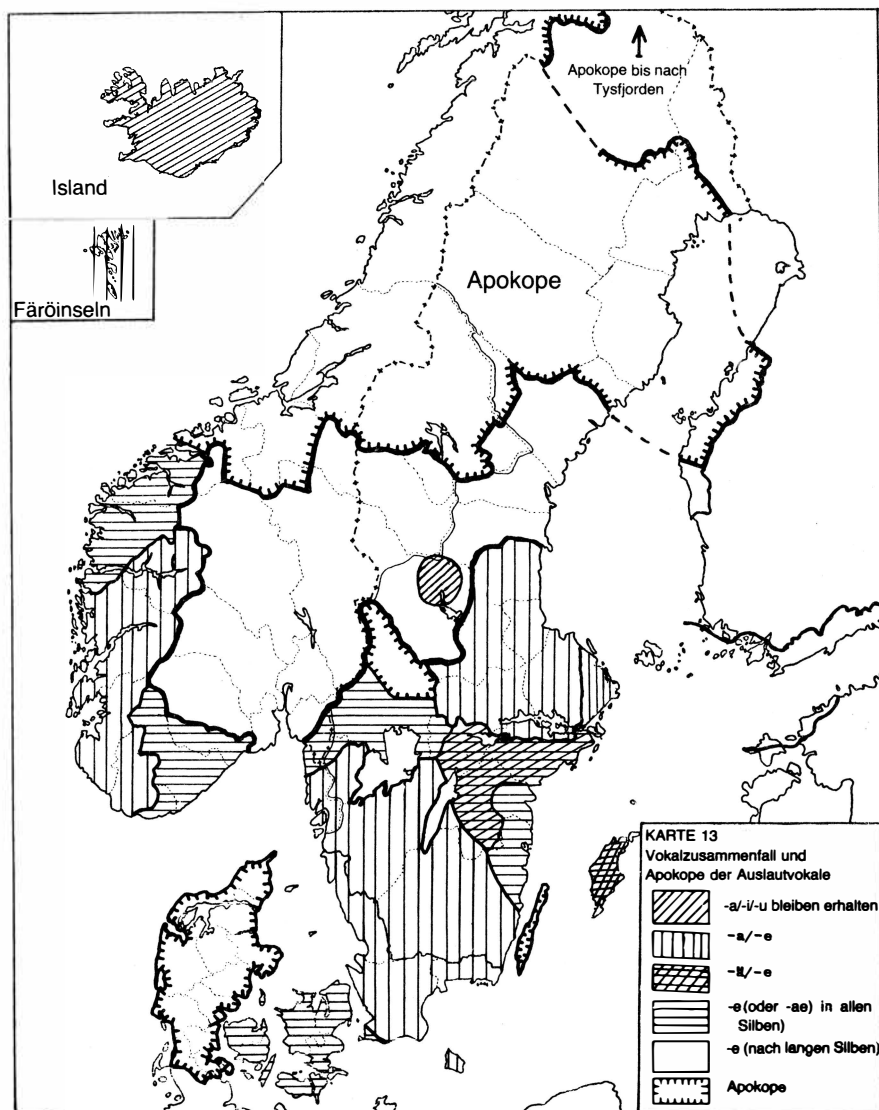 Apokope bis nach
Tysfjorden
Island
Färöinseln
Apokope
KARTE 13
Vokalzusammenfall und
Apokope der Auslautvokale
-a/-i/-u bleiben erhalten
-a/-e
/-e
-e (oder -ae) in allen
Silben)
-e (nach langen Silben)
Apokope